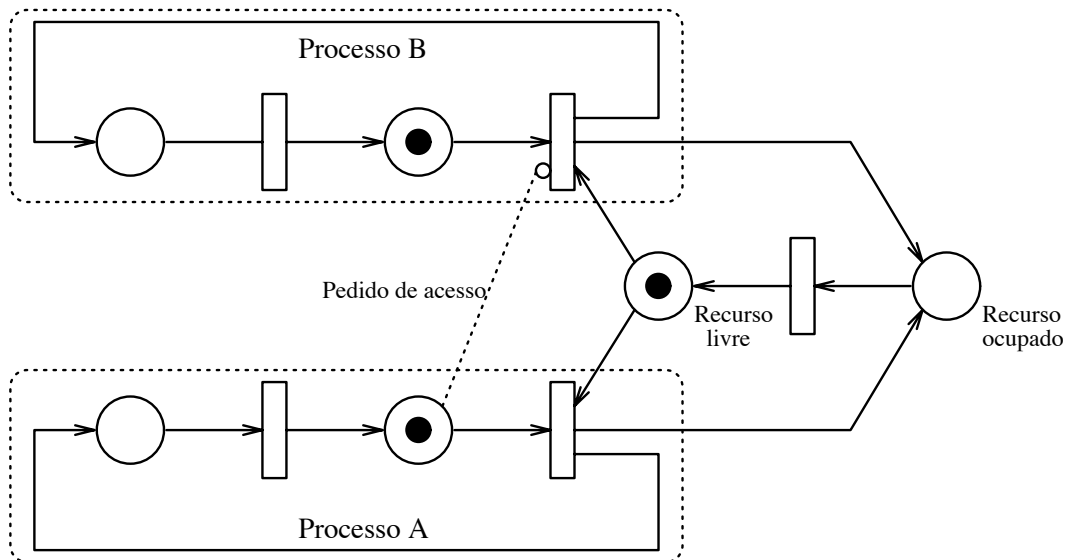 Processo B
Pedido de acesso
Recurso
livre
Recurso
ocupado
Processo A